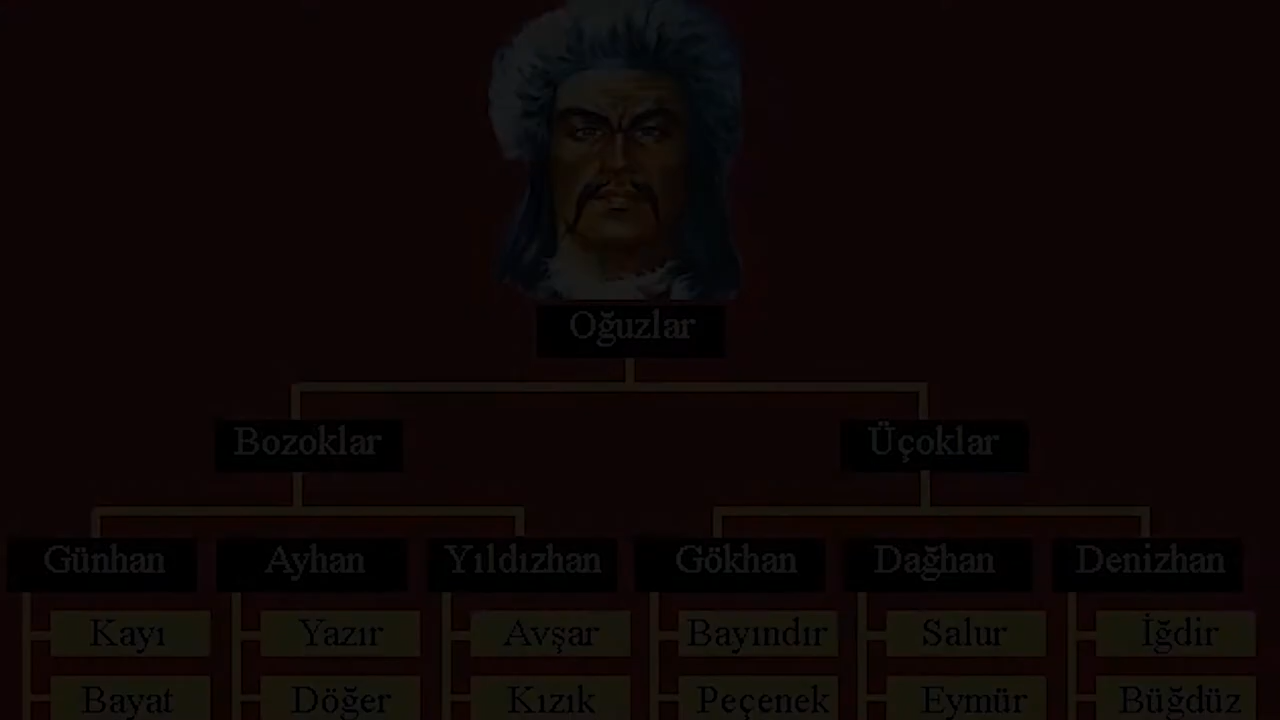 Oğuzlar
Bozoklar Üçoklar
Günhan Ayhan Yıldızhan Gökhan Dağhan Denizhan
Kayı Yazır Avşar Bayındır Salur İğdir
Bayat Döğer Kızık Peçenek Eymür Büğdüz